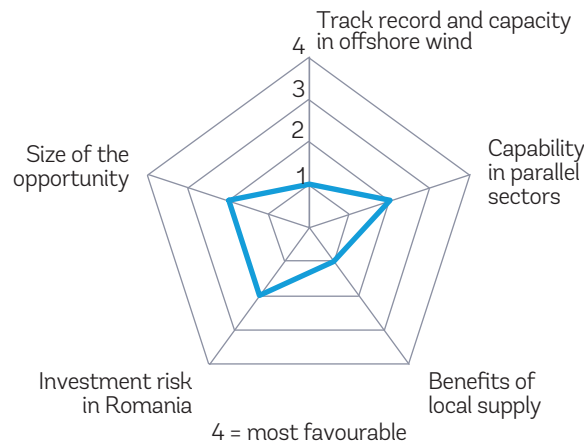 Track record and capacity
in offshore wind
4
3
2
1
Capability
in parallel
sectors
Size of the
opportunity
Investment risk
in Romania
Benefits of
local supply
4 = most favourable